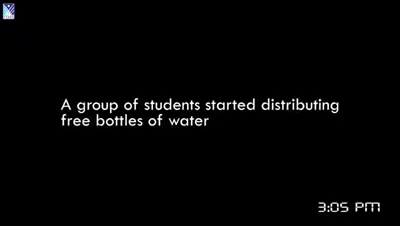 A group of students started distributing
free bottles of water
3:05 PM